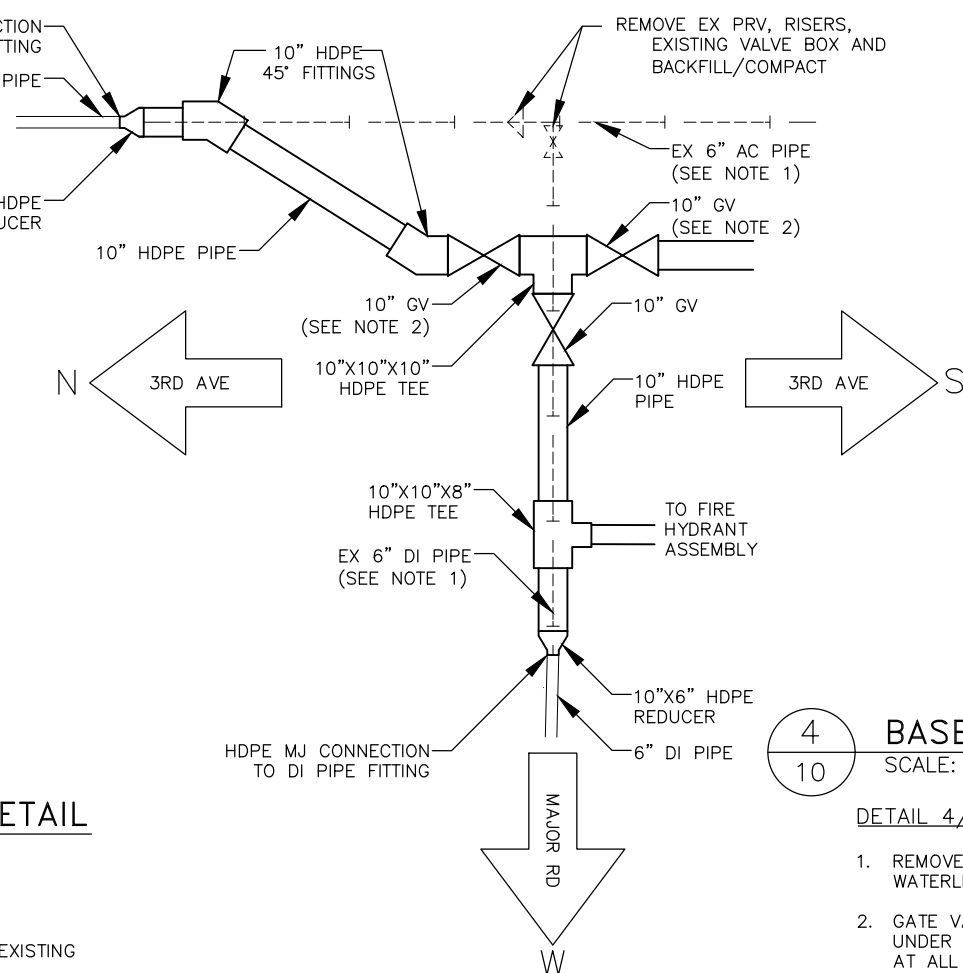 CTION
TTING
PIPE
10" HDPE
45° FITTINGS
REMOVE EX PRV, RISERS,
EXISTING VALVE BOX AND
BACKFILL/COMPACT
EX 6" AC PIPE
(SEE NOTE 1)
HDPE
UCER
10" GV
(SEE NOTE 2)
10" HDPE PIPE
10" GV
(SEE NOTE 2)
10" GV
10"X10"X10"
HDPE TEE
N
3RD AVE
10" HDPE
PIPE
3RD AVE
S
10"X10"X8"
HDPE TEE
TO FIRE
HYDRANT
ASSEMBLY
EX 6" DI PIPE
(SEE NOTE 1)
10"X6" HDPE
REDUCER
HDPE MJ CONNECTION
TO DI PIPE FITTING
6" DI PIPE
4
10
BASE
SCALE:
ETAIL
MAJOR RD
W
DETAIL 4/
1. REMOVE
WATERLI
2. GATE VA
UNDER
AT ALL
EXISTING